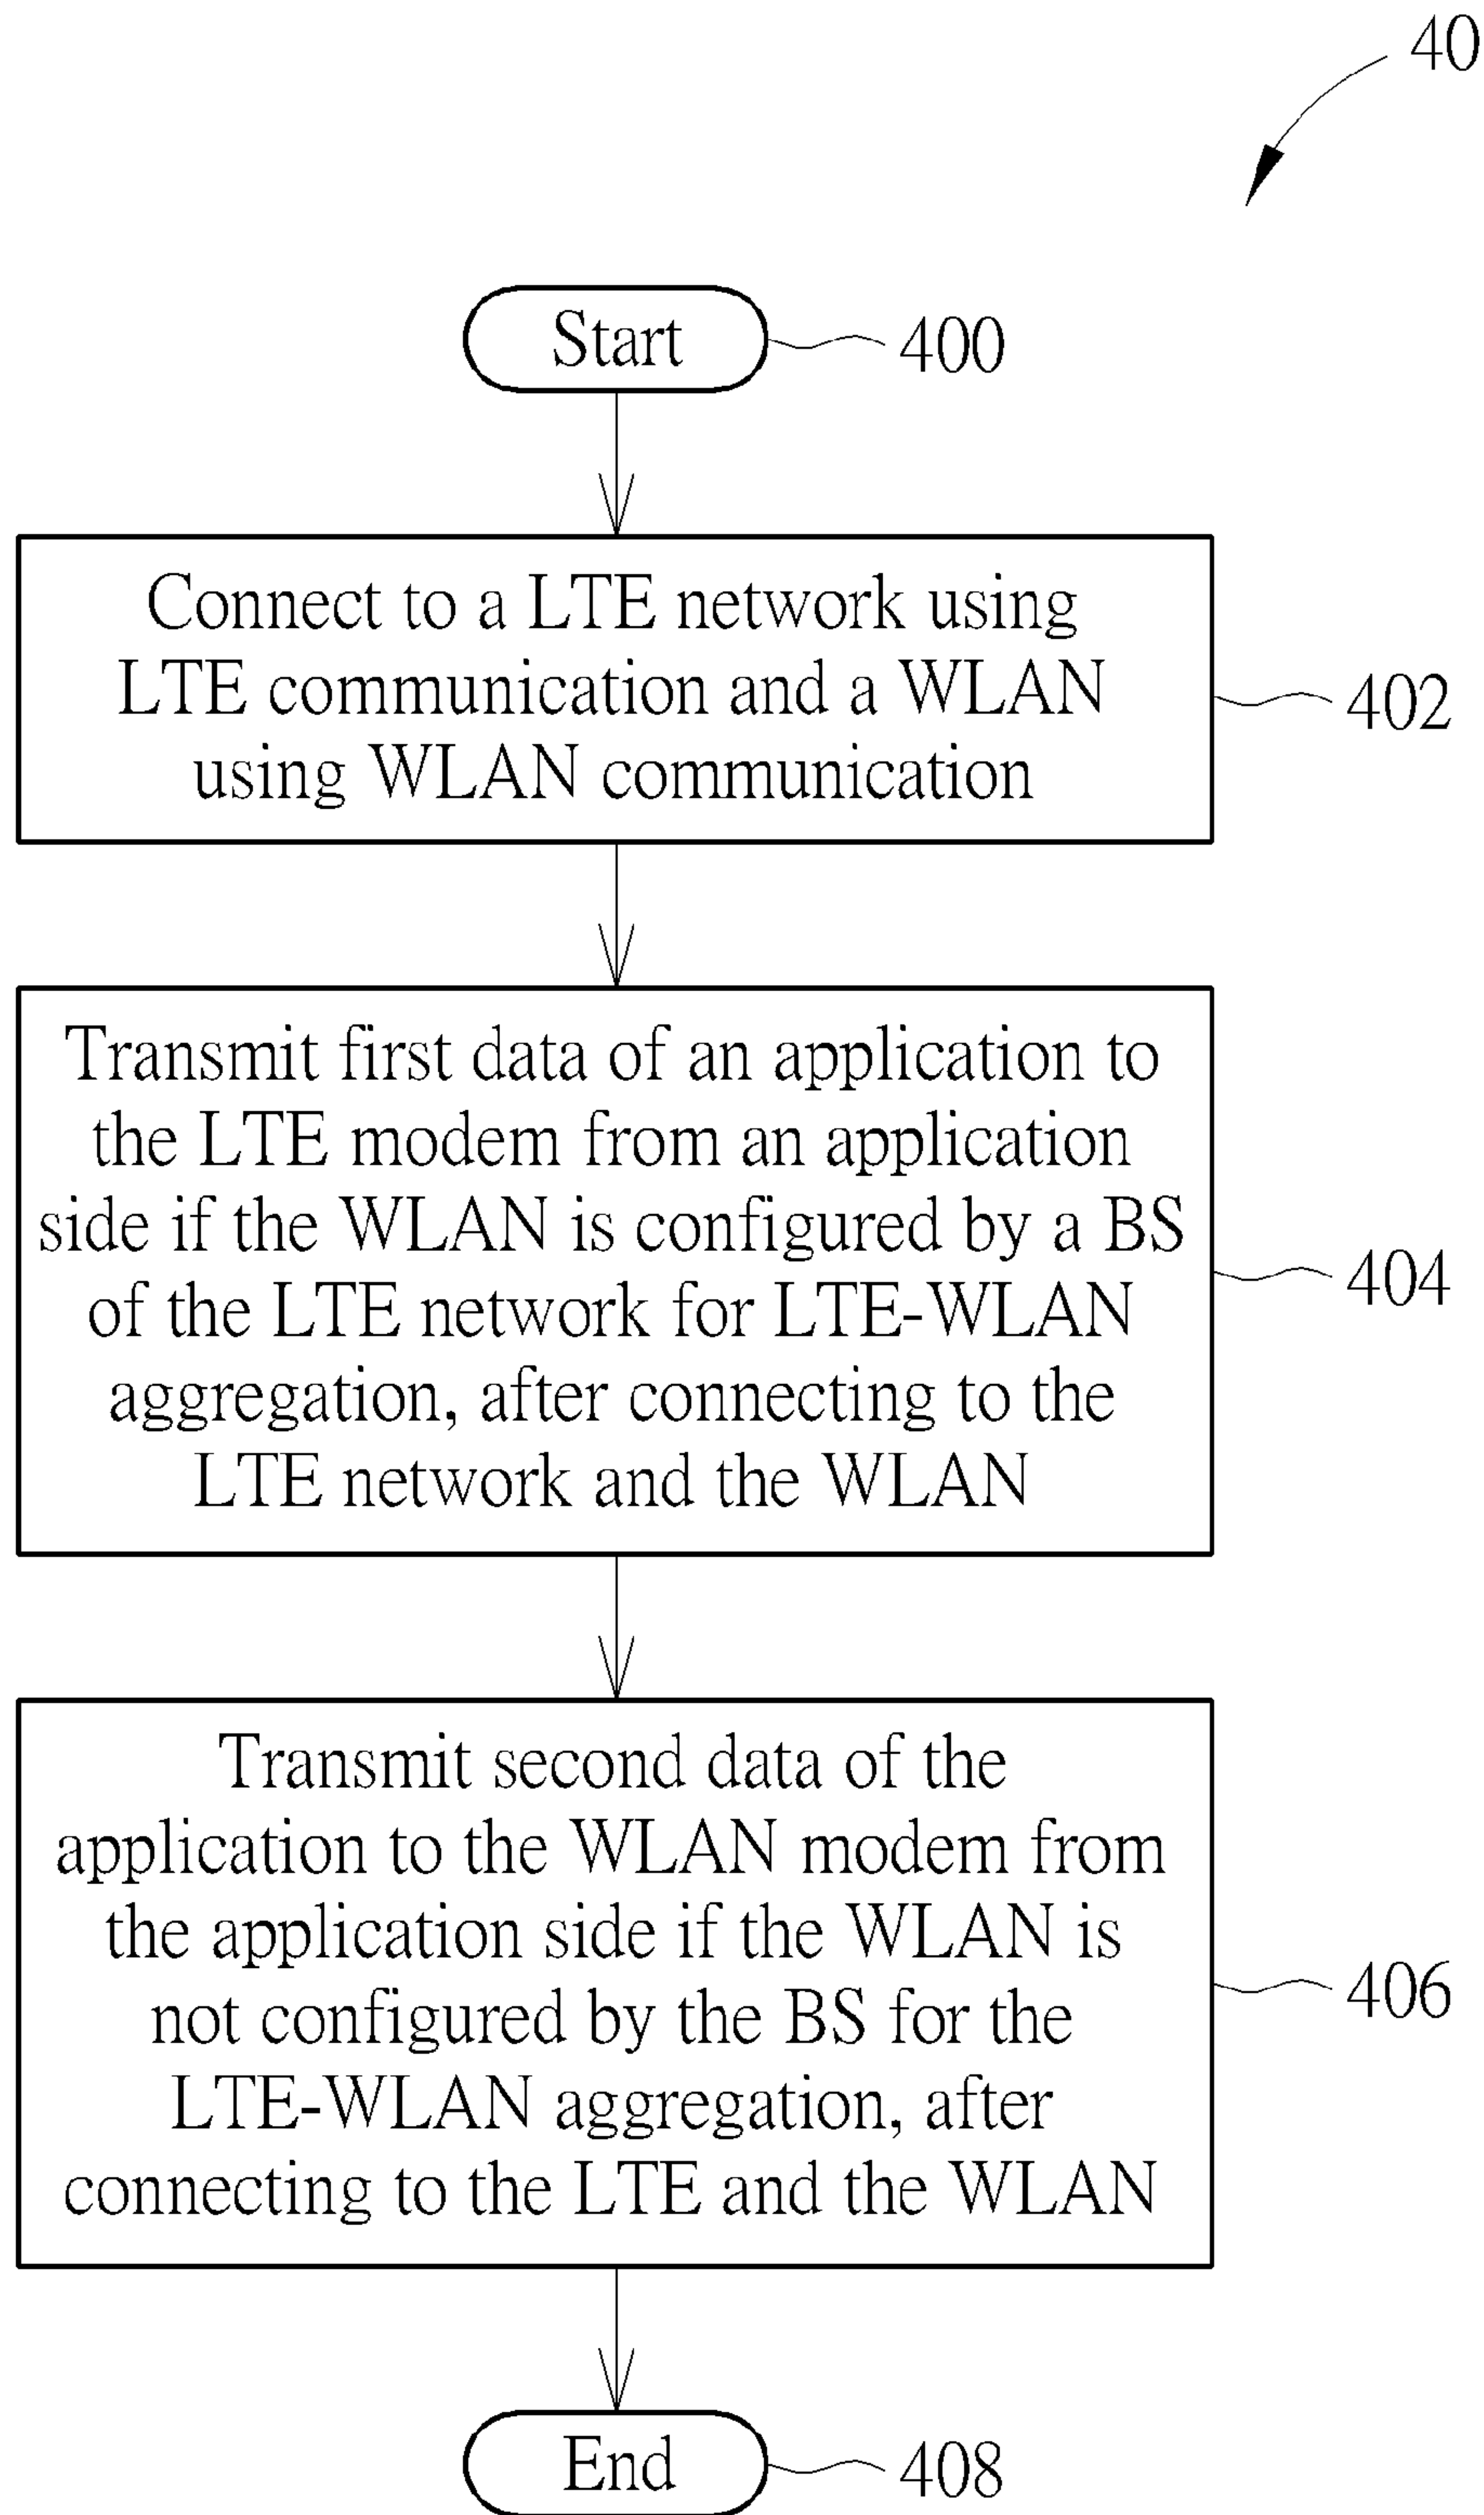 40
Start
400
Connect to a LTE network using
LTE communication and a WLAN
using WLAN communication
402
Transmit first data of an application to
the LTE modem from an application
side if the WLAN is configured by a BS
of the LTE network for LTE-WLAN
aggregation, after connecting to the
LTE network and the WLAN
404
Transmit second data of the
application to the WLAN modem from
the application side if the WLAN is
not configured by the BS for the
LTE-WLAN aggregation, after
connecting to the LTE and the WLAN
406
End
408